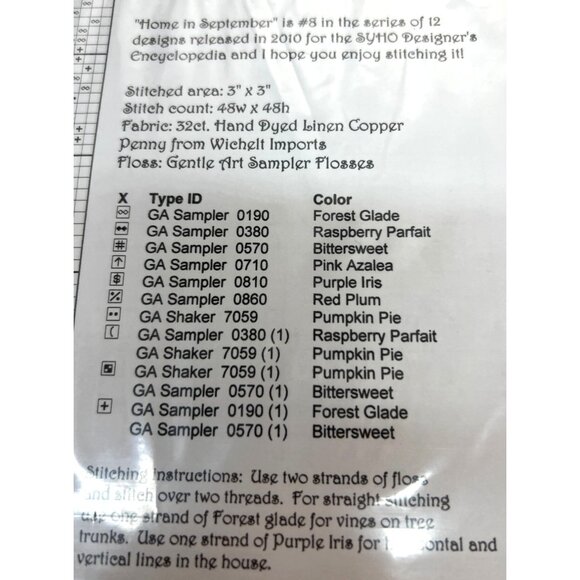 "Home in September" is #8 in the series of 12
designs released in 2010 for the SYHO Designer's
Encyclopedia and I hope you enjoy stitching it!
Stitched area: 3" x 3"
Stitch count: 48w x 48h
Fabric: 32ct. Hand Dyed Linen Copper
Penny from Wichelt Imports
Floss: Gentle Art Sampler Flosses
X Type ID Color
∞ GA Sampler 0190 Forest Glade
GA Sampler 0380 Raspberry Parfait
# GA Sampler 0570 Bittersweet
↑ GA Sampler 0710 Pink Azalea
$ GA Sampler 0810 Purple Iris
% GA Sampler 0860 Red Plum
•• GA Shaker 7059 Pumpkin Pie
( GA Sampler 0380 (1) Raspberry Parfait
GA Shaker 7059 (1) Pumpkin Pie
GA Shaker 7059 (1) Pumpkin Pie
GA Sampler 0570 (1) Bittersweet
+ GA Sampler 0190 (1) Forest Glade
GA Sampler 0570 (1) Bittersweet
Stitching Instructions: Use two strands of floss
and stitch over two threads. For straight stitching
use one strand of Forest glade for vines on tree
trunks. Use one strand of Purple Iris for horizontal and
vertical lines in the house.